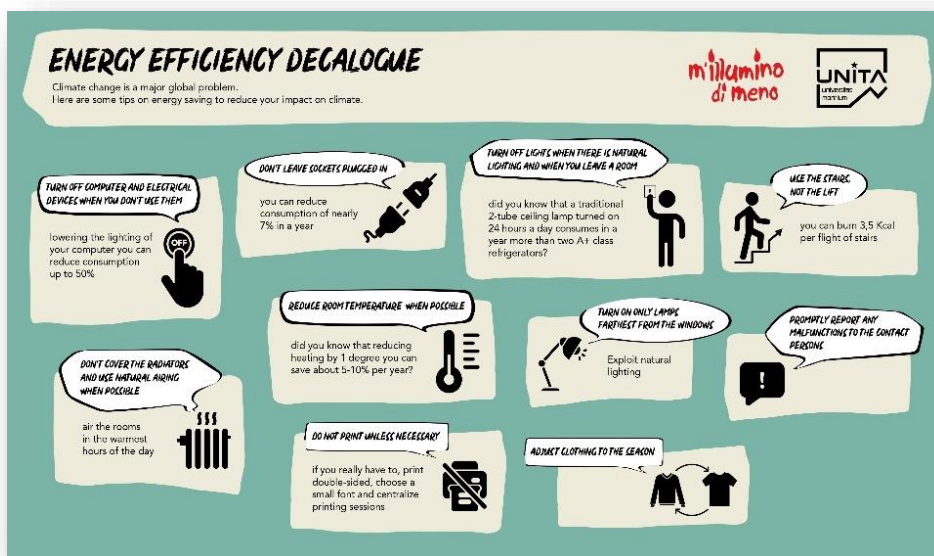 ENERGY EFFICIENCY DECALOGUE
Climate change is a major global problem.
Here are some tips on energy saving to reduce your impact on climate.
m'illumino
di meno
UNITA
universitas
montium
TURN OFF COMPUTER AND ELECTRICAL
DEVICES WHEN YOU DON'T USE THEM
lowering the lighting of
your computer you can
reduce consumption
up to 50%
OFF
DON'T LEAVE SOCKETS PLUGGED IN
you can reduce
consumption of nearly
7% in a year
TURN OFF LIGHTS WHEN THERE IS NATURAL
LIGHTING AND WHEN YOU LEAVE A ROOM
did you know that a traditional
2-tube ceiling lamp turned on
24 hours a day consumes in a
year more than two A+ class
refrigerators?
USE THE STAIRS,
NOT THE LIFT
you can burn 3,5 Kcal
per flight of stairs
DON'T COVER THE RADIATORS
AND USE NATURAL AIRING
WHEN POSSIBLE
air the rooms
in the warmest
hours of the day
REDUCE ROOM TEMPERATURE WHEN POSSIBLE
did you know that reducing
heating by 1 degree you can
save about 5-10% per year?
TURN ON ONLY LAMPS
FARTHEST FROM THE WINDOWS
Exploit natural
lighting
PROMPTLY REPORT ANY
MALFUNCTIONS TO THE CONTACT
PERSONS
!
DO NOT PRINT UNLESS NECESSARY
if you really have to, print
double-sided, choose a
small font and centralize
printing sessions
ADJUST CLOTHING TO THE SEASON